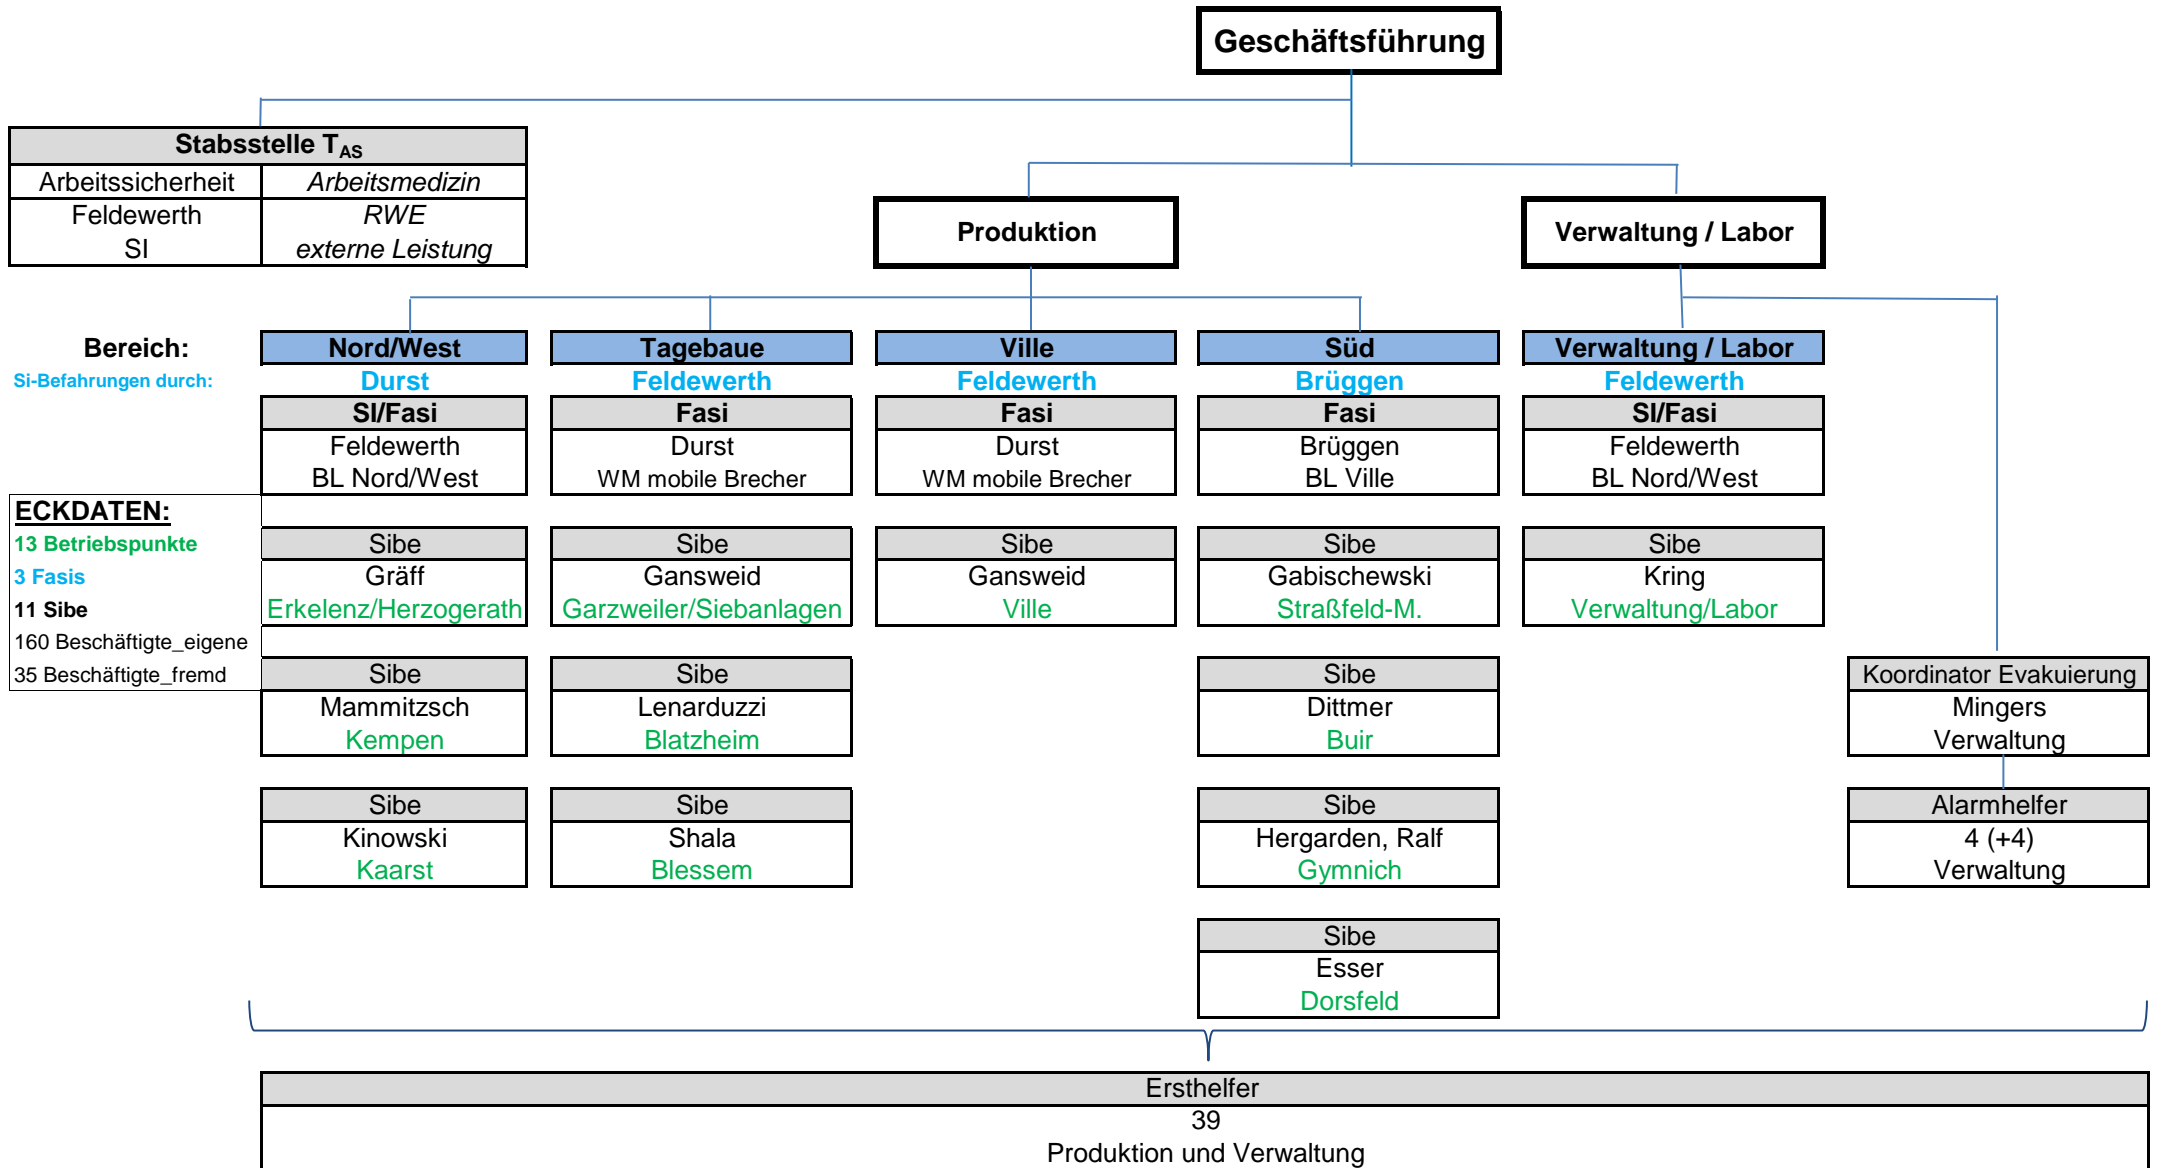 Geschäftsführung
Stabsstelle TAS
Arbeitssicherheit Arbeitsmedizin
Feldewerth RWE
SI externe Leistung
Produktion Verwaltung / Labor
Bereich: Nord/West Tagebaue Ville Süd Verwaltung / Labor
Si-Befahrungen durch: Durst Feldewerth Feldewerth Brüggen Feldewerth
SI/Fasi Fasi Fasi Fasi SI/Fasi
Feldewerth Durst Durst Brüggen Feldewerth
BL Nord/West WM mobile Brecher WM mobile Brecher BL Ville BL Nord/West
ECKDATEN:
13 Betriebspunkte Sibe Sibe Sibe Sibe Sibe
3 Fasis Gräff Gansweid Gansweid Gabischewski Kring
11 Sibe Erkelenz/Herzogerath Garzweiler/Siebanlagen Ville Straßfeld-M. Verwaltung/Labor
160 Beschäftigte_eigene
35 Beschäftigte_fremd Sibe Sibe Sibe Koordinator Evakuierung
Mammitzsch Lenarduzzi Dittmer Mingers
Kempen Blatzheim Buir Verwaltung
Sibe Sibe Sibe Alarmhelfer
Kinowski Shala Hergarden, Ralf 4 (+4)
Kaarst Blessem Gymnich Verwaltung
Sibe
Esser
Dorsfeld
Ersthelfer
39
Produktion und Verwaltung